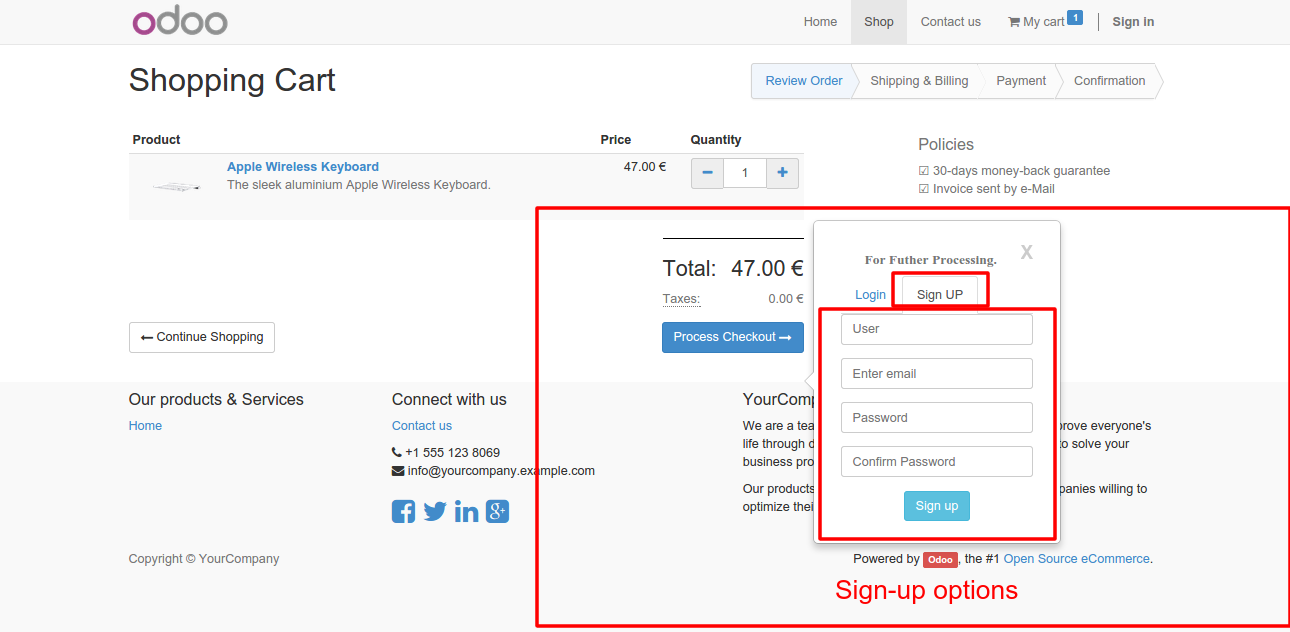 odoo
Home Shop Contact us My cart 1 Sign in
Shopping Cart
Review Order Shipping & Billing Payment Confirmation
Product Price Quantity
Apple Wireless Keyboard 47.00 € 1
The sleek aluminium Apple Wireless Keyboard.
Policies
30-days money-back guarantee
Invoice sent by e-Mail
Total: 47.00 €
Taxes: 0.00 €
Continue Shopping
Process Checkout
For Futher Processing. X
Login Sign UP
User
Enter email
Password
Confirm Password
Sign up
Our products & Services
Home
Connect with us
Contact us
+1 555 123 8069
info@yourcompany.example.com
YourComp
We are a tea prove everyone's
life through d to solve your
business pro
Our products panies willing to
optimize thei
Copyright © YourCompany
Powered by Odoo, the #1 Open Source eCommerce.
Sign-up options